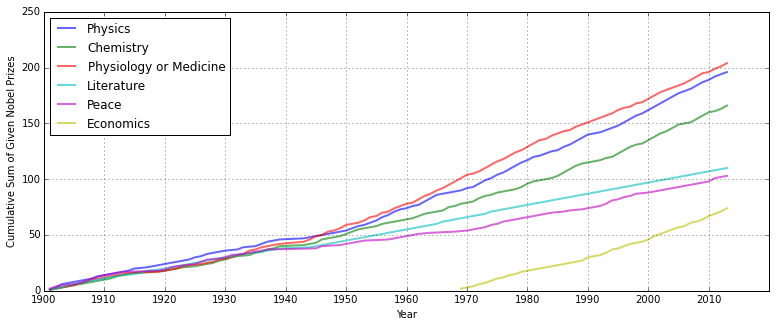 250
200
150
100
50
0
Cumulative Sum of Given Nobel Prizes
Physics
Chemistry
Physiology or Medicine
Literature
Peace
Economics
1900 1910 1920 1930 1940 1950 1960 1970 1980 1990 2000 2010
Year